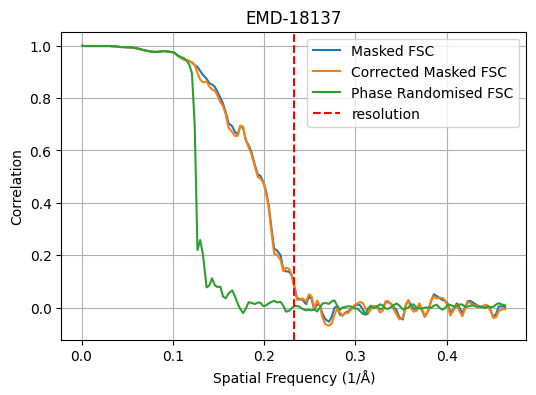 EMD-18137
Masked FSC
Corrected Masked FSC
Phase Randomised FSC
resolution
Correlation
1.0
0.8
0.6
0.4
0.2
0.0
0.0 0.1 0.2 0.3 0.4
Spatial Frequency (1/Å)